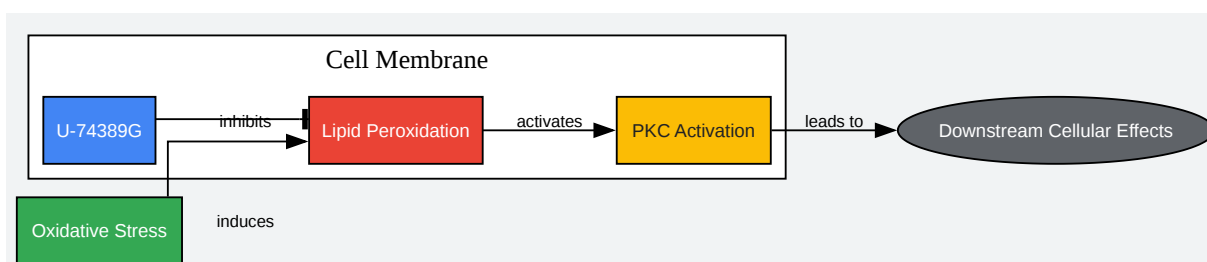 Cell Membrane
U-74389G
inhibits
Lipid Peroxidation
activates
PKC Activation
leads to
Downstream Cellular Effects
Oxidative Stress
induces